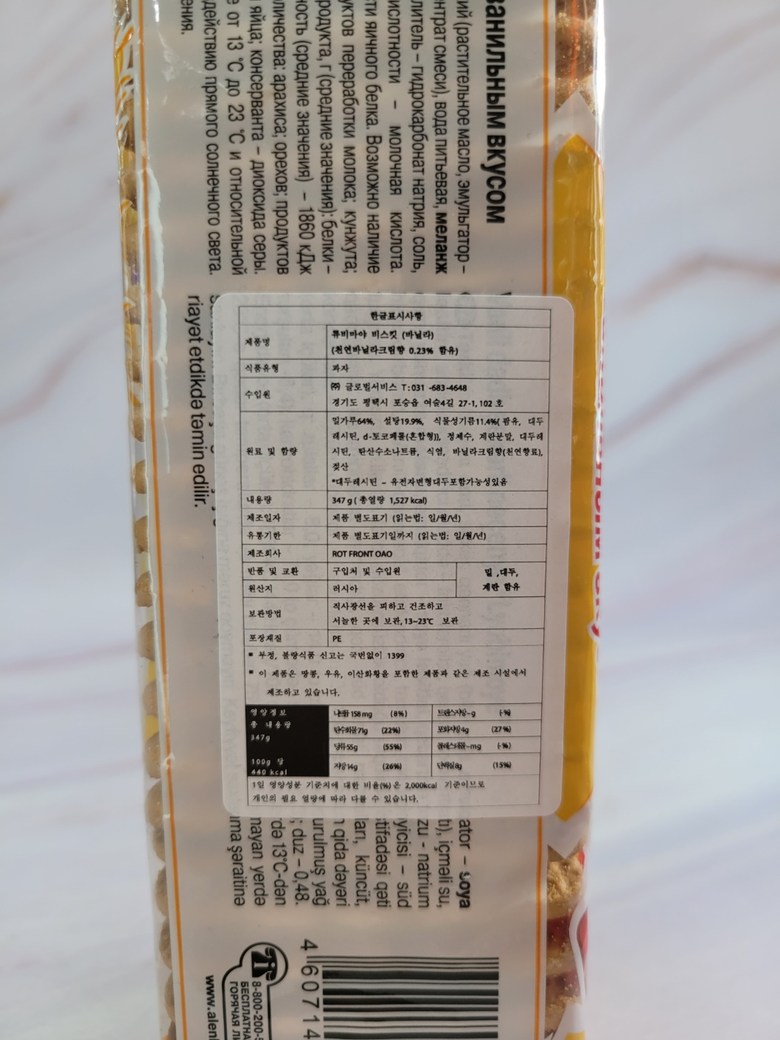 ванильным вкусом
ий (растительное масло, эмульгатор –
нтрат смеси), вода питьевая, меланж
литель – гидрокарбонат натрия, соль,
ислотности – молочная кислота.
ти яичного белка. Возможно наличие
уктов переработки молока; кунжута;
родукта, г (средние значения): белки –
ность (средние значения) – 1860 кДж
личества: арахиса; орехов; продуктов
яйца; консерванта – диоксида серы.
е от 13 °C до 23 °C и относительной
действию прямого солнечного света.
ения.
riayət etdikdə təmin edilir.
한글표시사항
제품명
쥬비마야 비스킷 (바닐라)
(천연바닐라크림향 0.23% 함유)
식품유형
과자
수입원
㈜ 글로벌서비스 T:031 -683-4648
경기도 평택시 포승읍 여술4길 27-1, 102 호
원료 및 함량
밀가루64%, 설탕19.9%, 식물성기름11.4%( 팜유, 대두
레시틴, d-토코페롤(혼합형)), 정제수, 계란분말, 대두레
시틴, 탄산수소나트륨, 식염, 바닐라크림향(천연향료),
젖산
*대두레시틴 – 유전자변형대두포함가능성있음
내용량
347 g ( 총열량 1,527 kcal)
제조일자
제품 별도표기 (읽는법: 일/월/년)
유통기한
제품 별도표기일까지 (읽는법: 일/월/년)
제조회사
ROT FRONT OAO
반품 및 교환
구입처 및 수입원
밀 ,대두,
계란 함유
원산지
러시아
보관방법
직사광선을 피하고 건조하고
서늘한 곳에 보관, 13~23℃ 보관
포장재질
PE
* 부정, 불량식품 신고는 국번없이 1399
* 이 제품은 땅콩, 우유, 이산화황을 포함한 제품과 같은 제조 시설에서
제조하고 있습니다.
영양정보
총 내용량
347g
100g 당
440 kcal
나트륨 158 mg (8%)
트랜스지방 -g (-%)
탄수화물 71g (22%)
포화지방 4g (27 %)
당류 55g (55%)
콜레스테롤 -mg (-%)
지방 14g (26%)
단백질 8g (15%)
1일 영양성분 기준치에 대한 비율(%)은 2,000kcal 기준이므로
개인의 필요 열량에 따라 다를 수 있습니다.
ator – soya
ti), içməli su,
zu - natrium
yicisi – süd
stifadəsi qəti
ları, küncüt,
ı qida dəyəri
urulmuş yağ
; duz – 0,48.
də 13°C-dən
nayan yerdə
ma şəraitinə
4 60714
8-800-200-
БЕСПЛАТНА
ГОРЯЧАЯ ЛИ
www.alen